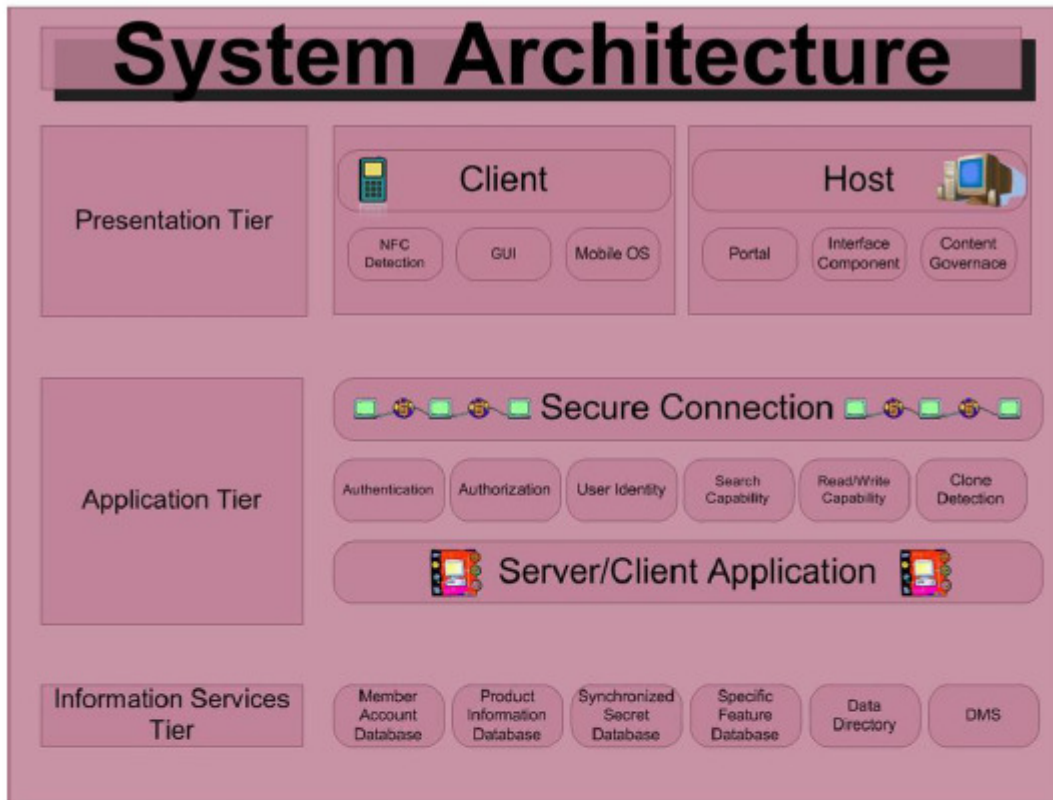 System Architecture
Presentation Tier
Client
NFC
Detection
GUI
Mobile OS
Host
Portal
Interface
Component
Content
Governace
Application Tier
Secure Connection
Authentication
Authorization
User Identity
Search
Capability
Read/Write
Capability
Clone
Detection
Server/Client Application
Information Services
Tier
Member
Account
Database
Product
Information
Database
Synchronized
Secret
Database
Specific
Feature
Database
Data
Directory
DMS